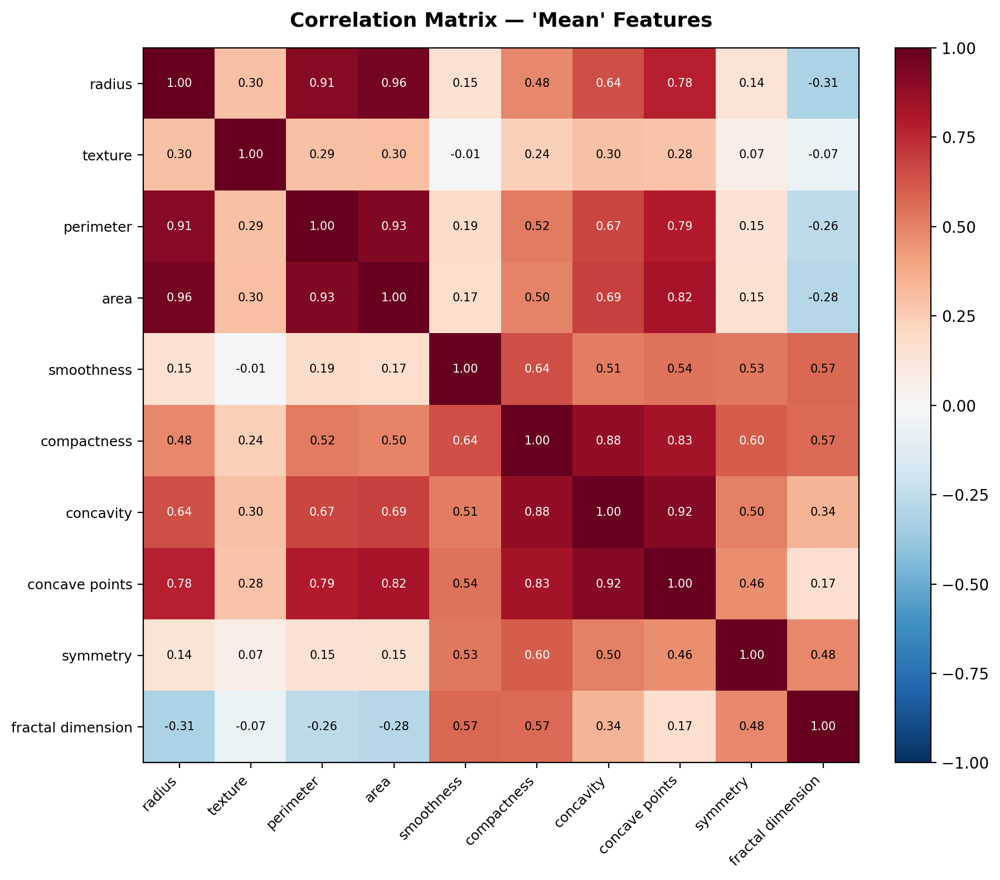 Correlation Matrix — 'Mean' Features
radius 1.00 0.30 0.91 0.96 0.15 0.48 0.64 0.78 0.14 -0.31
texture 0.30 1.00 0.29 0.30 -0.01 0.24 0.30 0.28 0.07 -0.07
perimeter 0.91 0.29 1.00 0.93 0.19 0.52 0.67 0.79 0.15 -0.26
area 0.96 0.30 0.93 1.00 0.17 0.50 0.69 0.82 0.15 -0.28
smoothness 0.15 -0.01 0.19 0.17 1.00 0.64 0.51 0.54 0.53 0.57
compactness 0.48 0.24 0.52 0.50 0.64 1.00 0.88 0.83 0.60 0.57
concavity 0.64 0.30 0.67 0.69 0.51 0.88 1.00 0.92 0.50 0.34
concave points 0.78 0.28 0.79 0.82 0.54 0.83 0.92 1.00 0.46 0.17
symmetry 0.14 0.07 0.15 0.15 0.53 0.60 0.50 0.46 1.00 0.48
fractal dimension -0.31 -0.07 -0.26 -0.28 0.57 0.57 0.34 0.17 0.48 1.00
radius texture perimeter area smoothness compactness concavity concave points symmetry fractal dimension
1.00
0.75
0.50
0.25
0.00
−0.25
−0.50
−0.75
−1.00